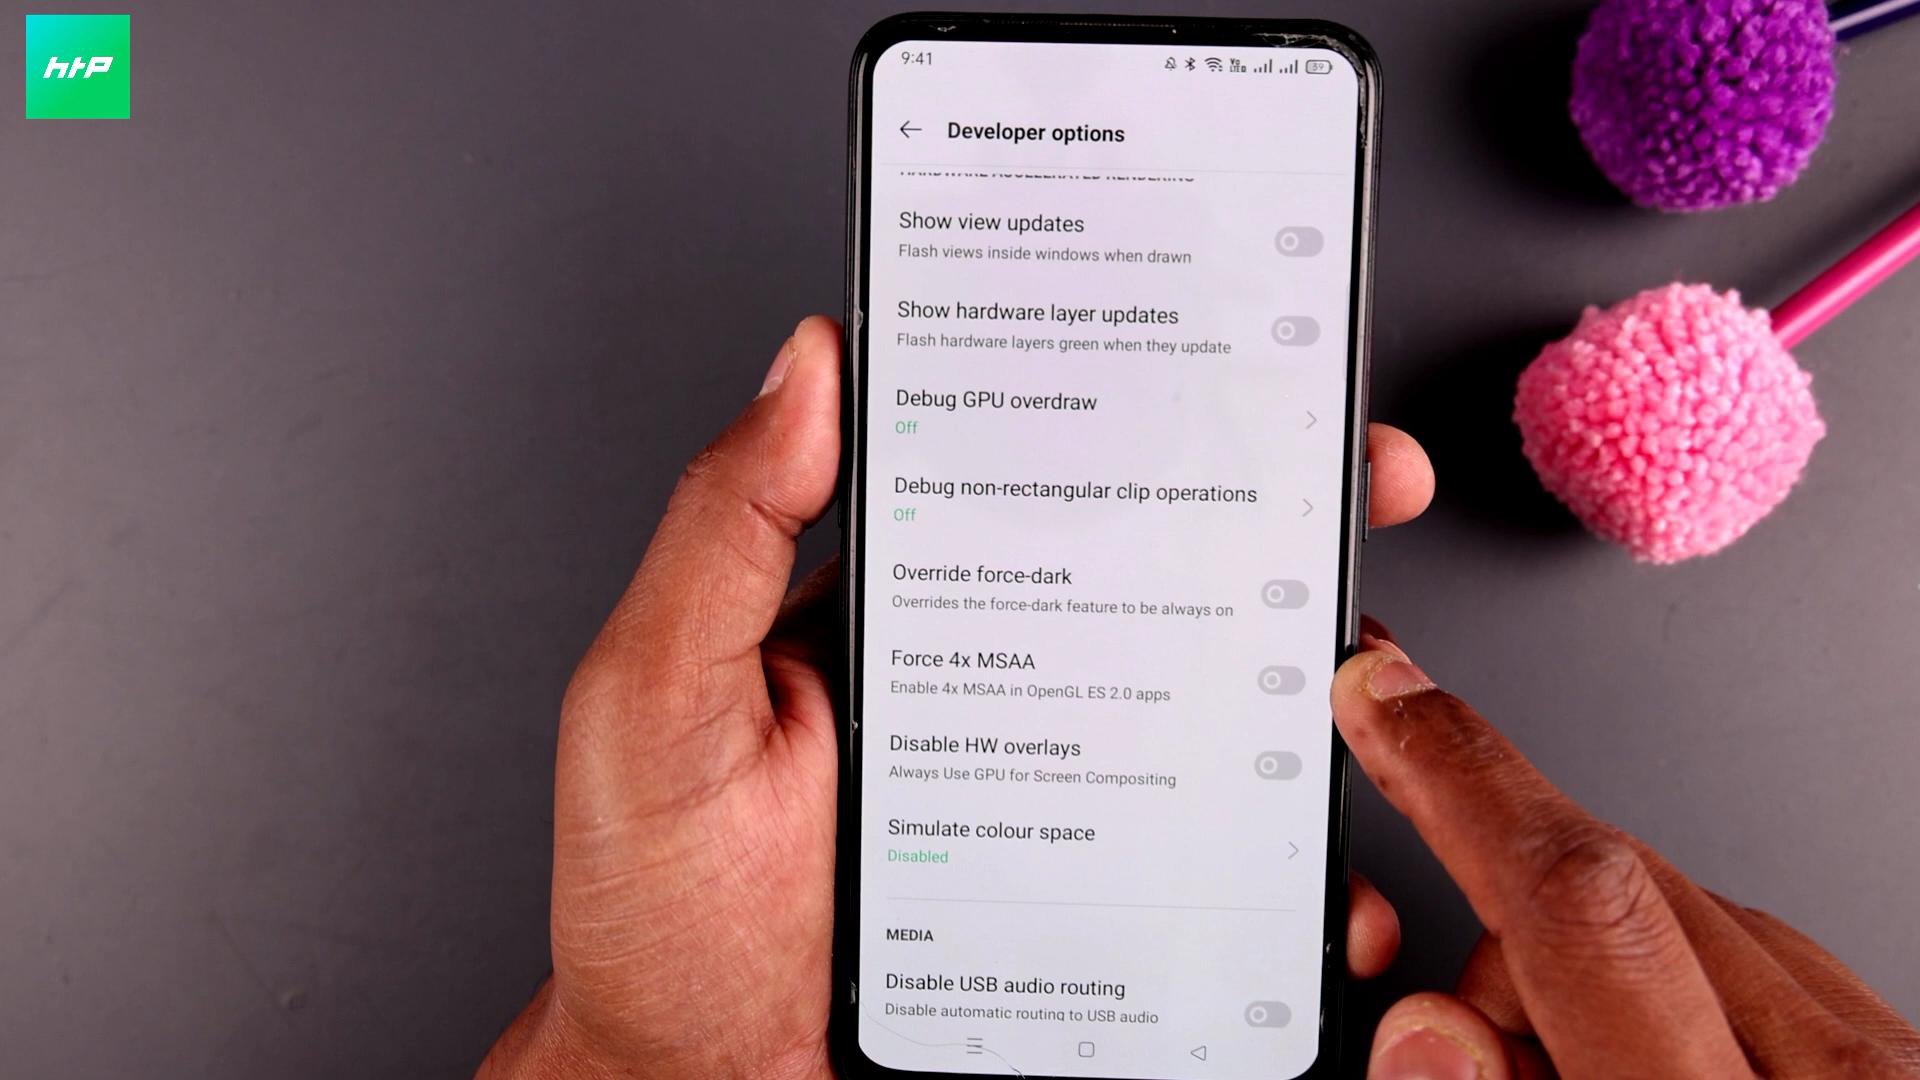 htP
9:41
59
Developer options
HARDWARE ACCELERATED RENDERING
Show view updates
Flash views inside windows when drawn
Show hardware layer updates
Flash hardware layers green when they update
Debug GPU overdraw
Off
Debug non-rectangular clip operations
Off
Override force-dark
Overrides the force-dark feature to be always on
Force 4x MSAA
Enable 4x MSAA in OpenGL ES 2.0 apps
Disable HW overlays
Always Use GPU for Screen Compositing
Simulate colour space
Disabled
MEDIA
Disable USB audio routing
Disable automatic routing to USB audio